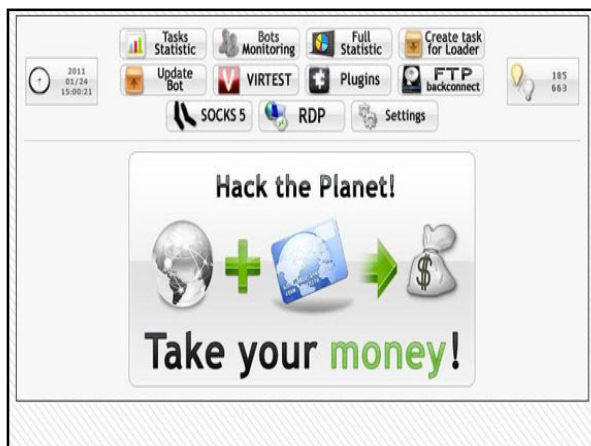 Tasks Statistic
Bots Monitoring
Full Statistic
Create task for Loader
2011
01/24
15:00:21
Update Bot
VIRTEST
Plugins
FTP backconnect
185
663
SOCKS 5
RDP
Settings
Hack the Planet!
$
Take your money!